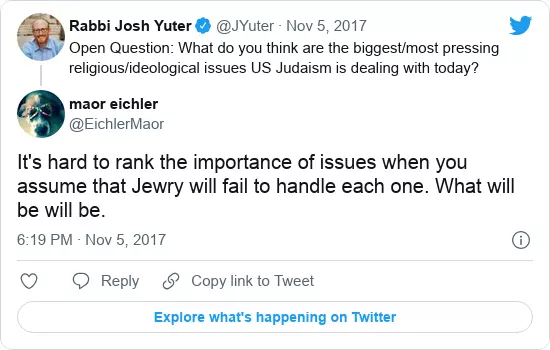 Rabbi Josh Yuter @JYuter · Nov 5, 2017
Open Question: What do you think are the biggest/most pressing
religious/ideological issues US Judaism is dealing with today?
maor eichler
@EichlerMaor
It's hard to rank the importance of issues when you
assume that Jewry will fail to handle each one. What will
be will be.
6:19 PM · Nov 5, 2017
Reply Copy link to Tweet
Explore what's happening on Twitter